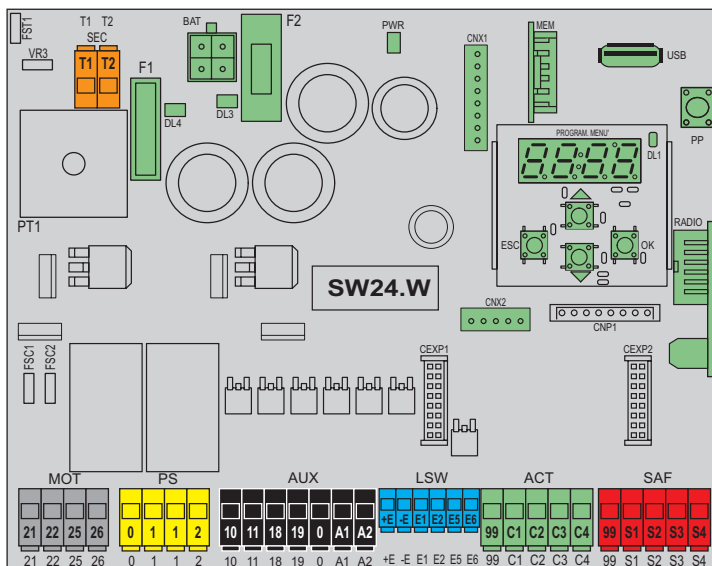 FST1
T1 T2
SEC
VR3
T1 T2
F1
BAT
F2
DL4
DL3
PWR
CNX1
MEM
USB
PP
PROGRAM. MENU'
88:88
DL1
ESC
OK
RADIO
PT1
SW24.W
CNX2
CNP1
FSC1
FSC2
CEXP1
CEXP2
MOT PS AUX LSW ACT SAF
21 22 25 26 0 1 1 2 10 11 18 19 0 A1 A2 +E -E E1 E2 E5 E6 99 C1 C2 C3 C4 99 S1 S2 S3 S4
21 22 25 26 0 1 1 2 10 11 18 19 0 A1 A2 +E -E E1 E2 E5 E6 99 C1 C2 C3 C4 99 S1 S2 S3 S4